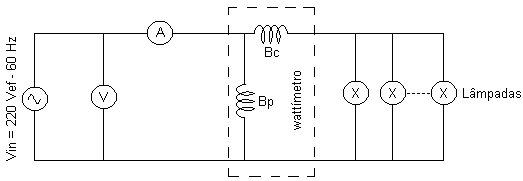 Vin = 220 Vef - 60 Hz
V
A
Bc
Bp
wattímetro
X
X
X
Lâmpadas